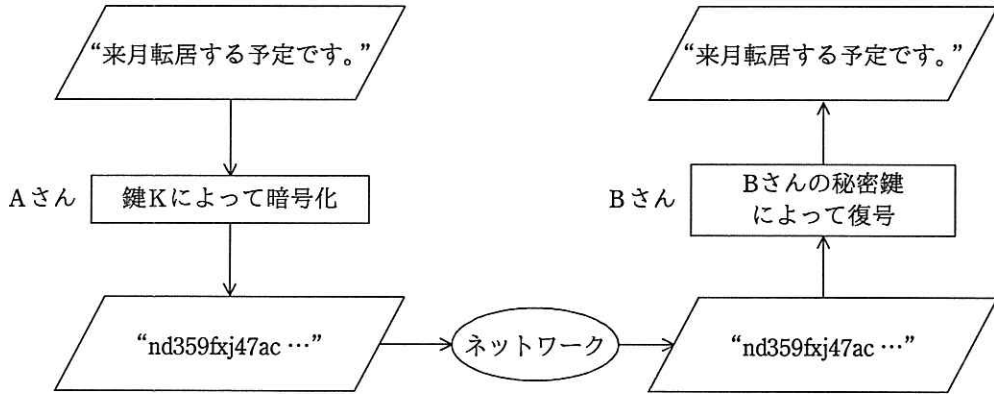 “来月転居する予定です。”
“来月転居する予定です。”
Aさん
鍵Kによって暗号化
Bさん
Bさんの秘密鍵
によって復号
“nd359fxj47ac …”
ネットワーク
“nd359fxj47ac …”